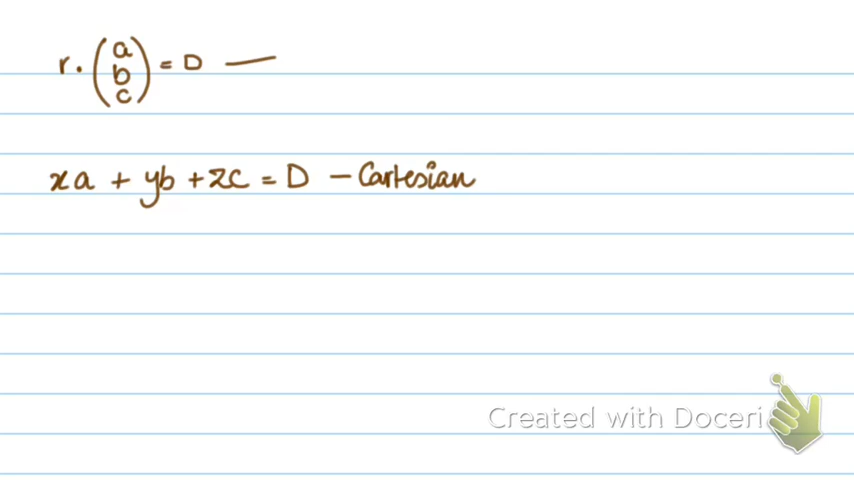 r. (a b c) = D —
xa + yb + zc = D - Cartesian
Created with Doceri